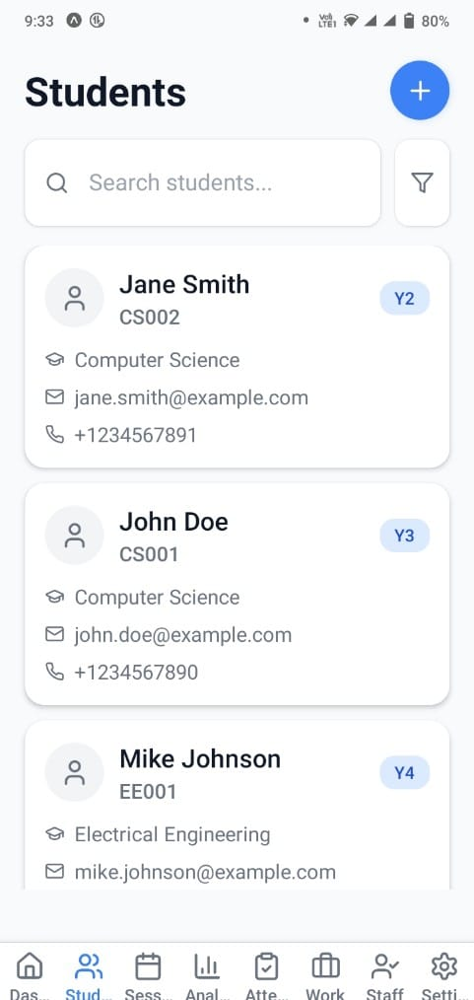 9:33
Vo))
LTE1
80%
Students
Search students...
Jane Smith
Y2
CS002
Computer Science
jane.smith@example.com
+1234567891
John Doe
Y3
CS001
Computer Science
john.doe@example.com
+1234567890
Mike Johnson
Y4
EE001
Electrical Engineering
mike.johnson@example.com
Das... Stud... Sess... Anal... Atte... Work Staff Setti...